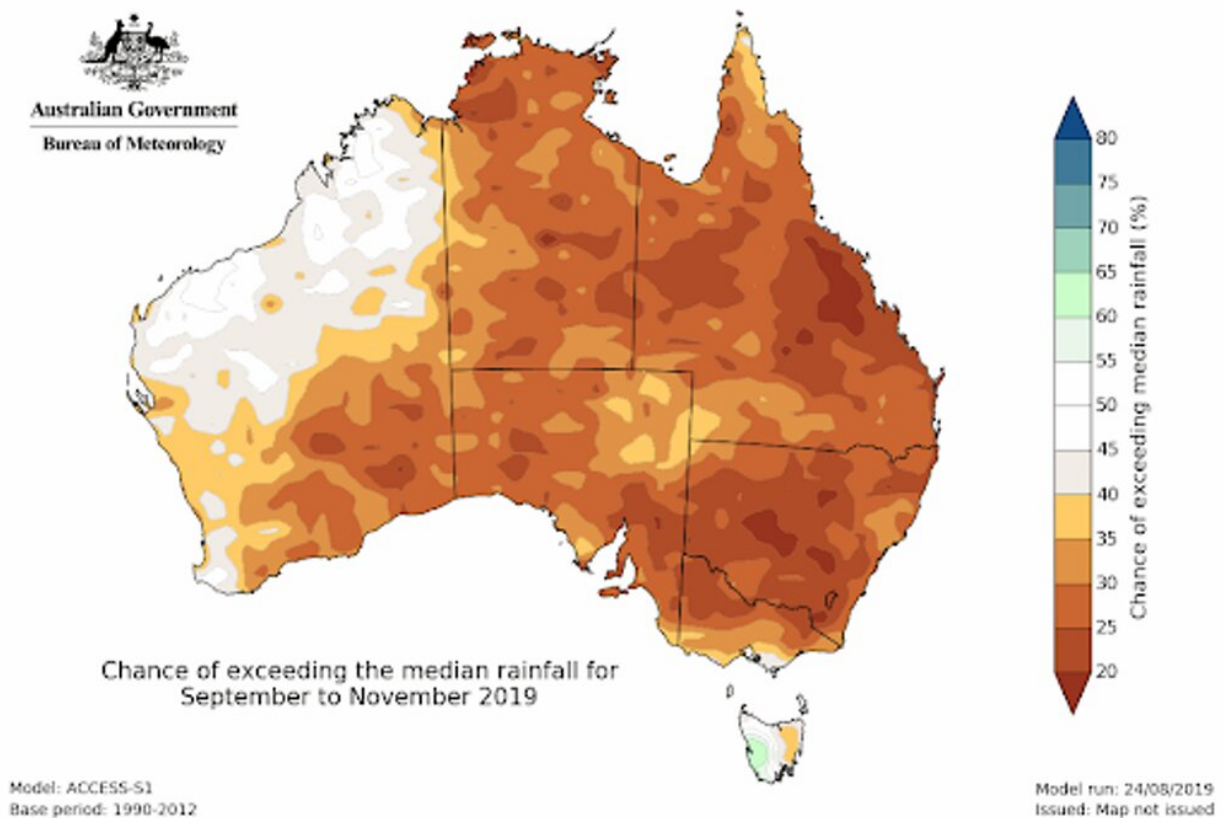 Australian Government
Bureau of Meteorology
80
75
70
65
60
55
50
45
40
35
30
25
20
Chance of exceeding median rainfall (%)
Chance of exceeding the median rainfall for
September to November 2019
Model: ACCESS-S1
Base period: 1990-2012
Model run: 24/08/2019
Issued: Map not issued